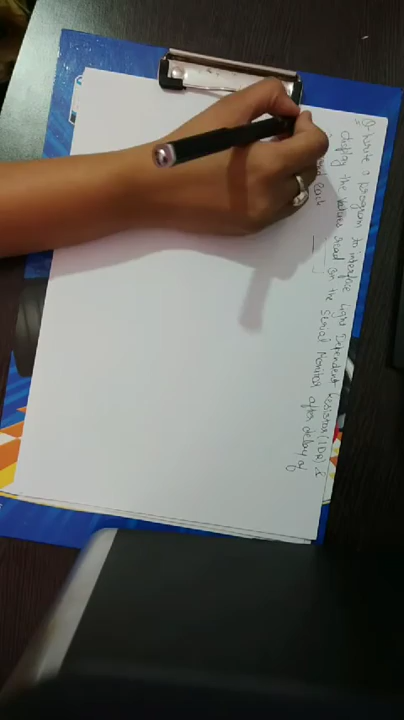 Q- Write a program to interface Light Dependent Resistor (LDR) &
display the values read on the Serial Monitor after delay of
each